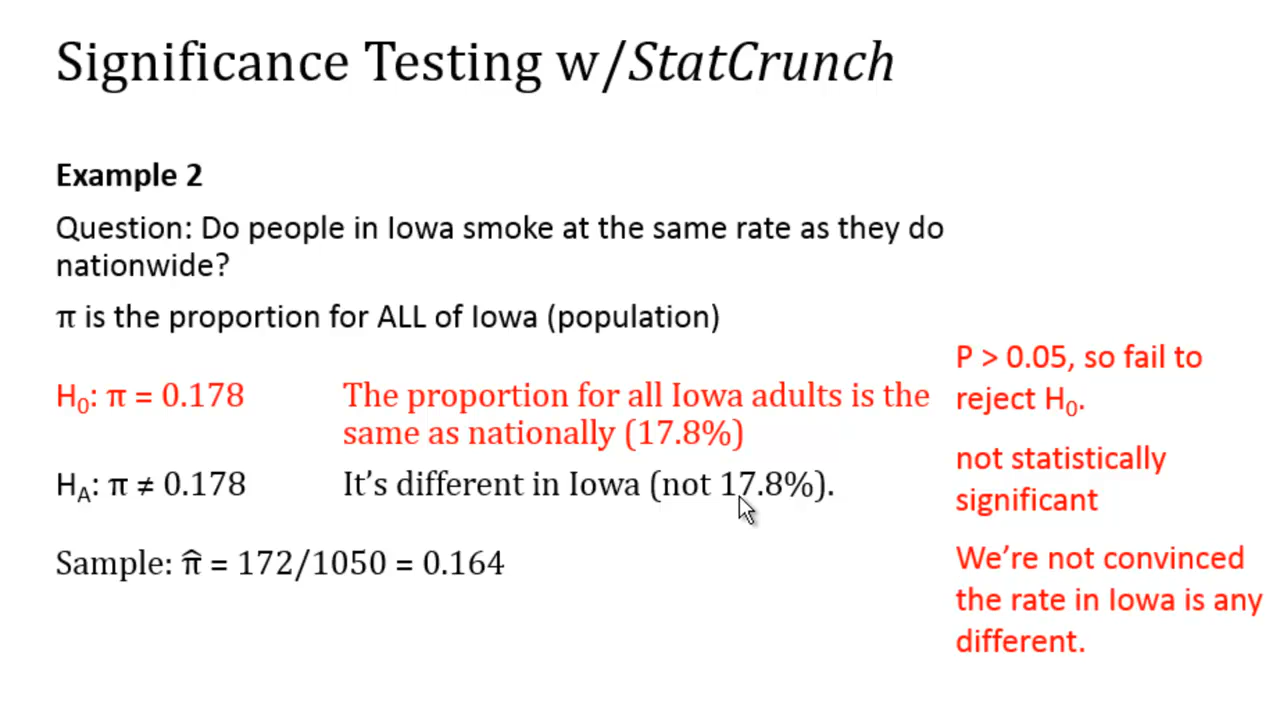 Significance Testing w/StatCrunch
Example 2
Question: Do people in Iowa smoke at the same rate as they do
nationwide?
π is the proportion for ALL of Iowa (population)
H₀: π = 0.178
The proportion for all Iowa adults is the
same as nationally (17.8%)
H_A: π ≠ 0.178
It's different in Iowa (not 17.8%).
Sample: π̂ = 172/1050 = 0.164
P > 0.05, so fail to
reject H₀.
not statistically
significant
We're not convinced
the rate in Iowa is any
different.